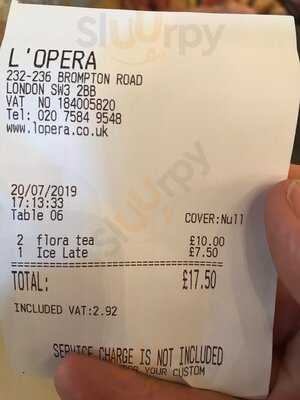 Sluurpy
L'OPERA
232-236 BROMPTON ROAD
LONDON SW3 2BB
VAT NO 184005820
Tel: 020 7584 9548
www.lopera.co.uk
20/07/2019
17:13:33
Table 06 COVER:Null
2 flora tea £10.00
1 Ice Late £7.50
TOTAL: £17.50
INCLUDED VAT:2.92
SERVICE CHARGE IS NOT INCLUDED
YOUR CUSTOM